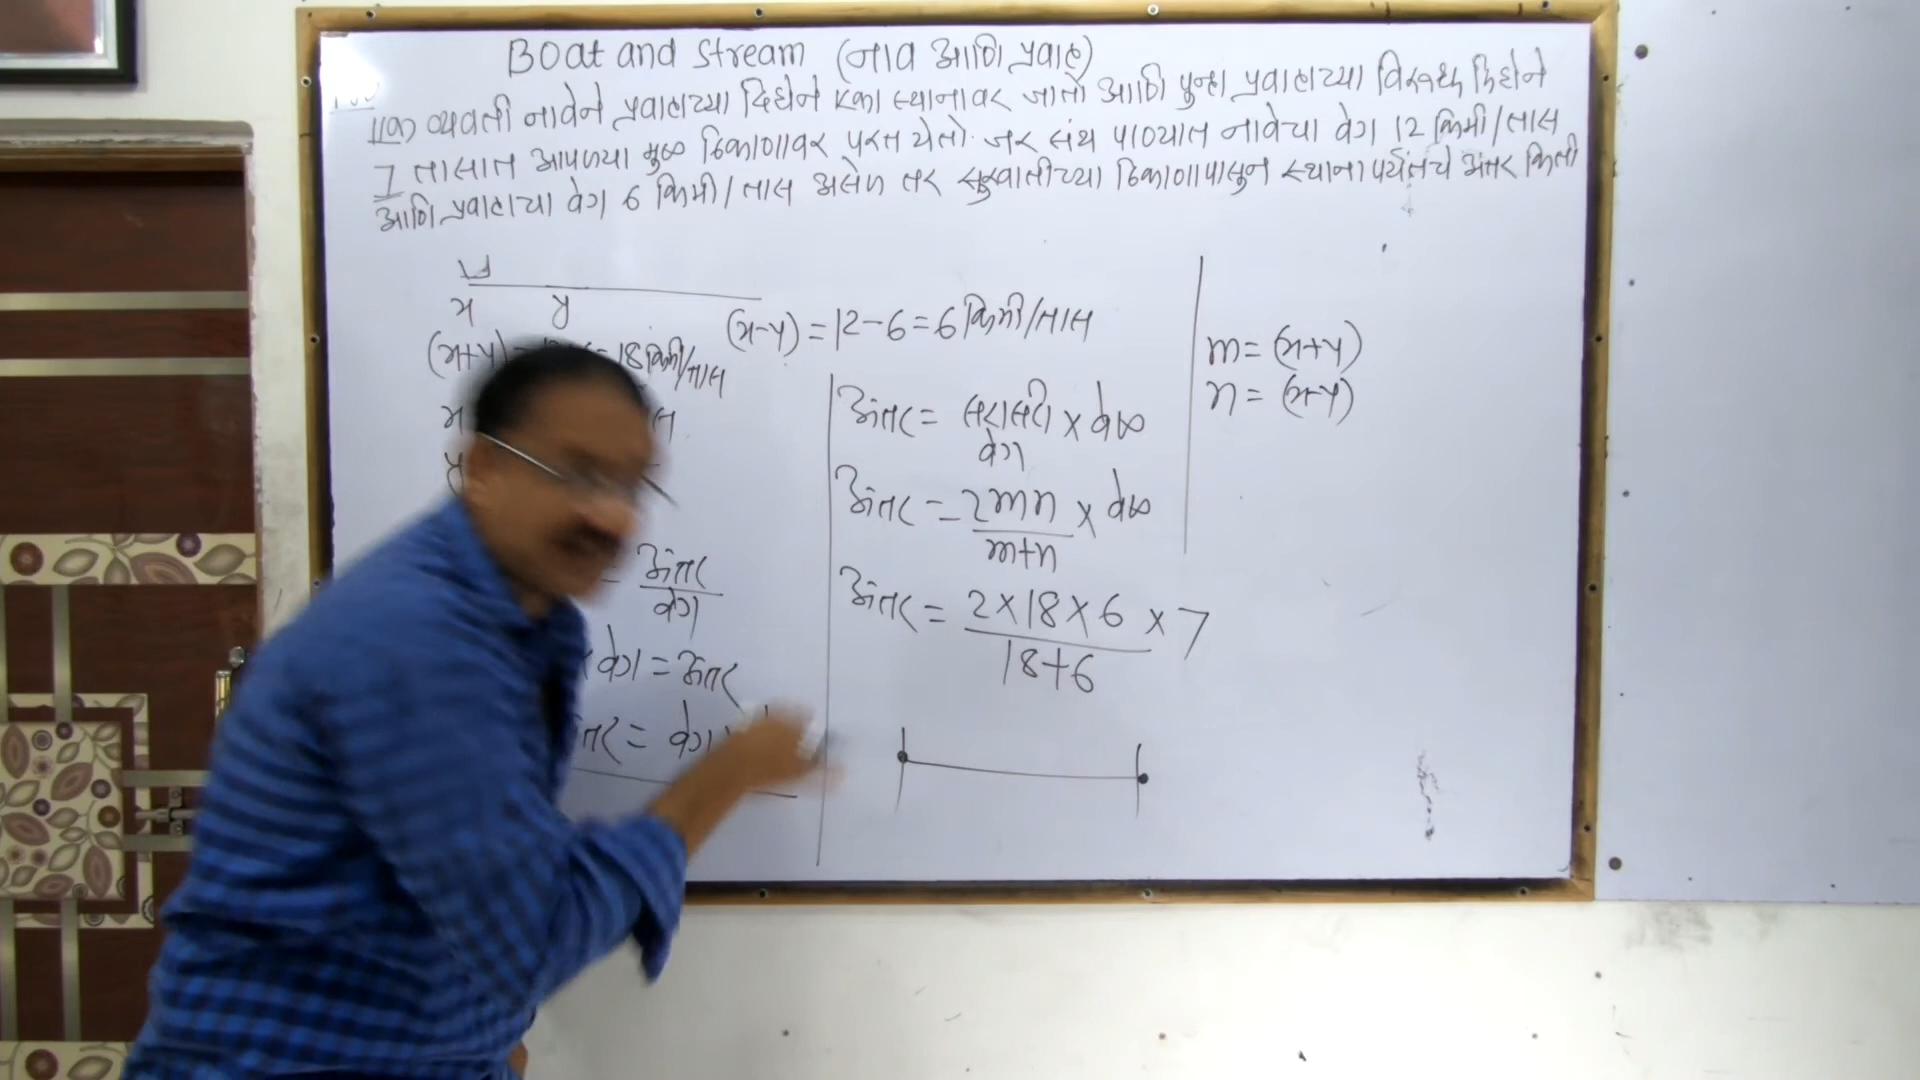 Boat and Stream (नाव आणि प्रवाह)
एक व्यक्ती नावेने प्रवाहाच्या दिशेने एका स्थानावर जातो आणि पुन्हा प्रवाहाच्या विरुध्द दिशेने
7 तासात आपल्या मुळ ठिकाणावर परत येतो. जर संथ पाण्यात नावेचा वेग 12 किमी/तास
आणि प्रवाहाचा वेग 6 किमी/तास असेल तर सुरुवातीच्या ठिकाणापासुन स्थानापर्यंतचे अंतर किती
x y
(x-y) = 12-6 = 6 किमी/तास
(x+y) 18 किमी/तास
x
y
= अंतर/वेग
वेग = अंतर
= वेग
अंतर = सरासरी वेग × वेळ
अंतर = 2mn/m+n × वेळ
अंतर = 2×18×6/18+6 × 7
m = (x+y)
n = (x-y)